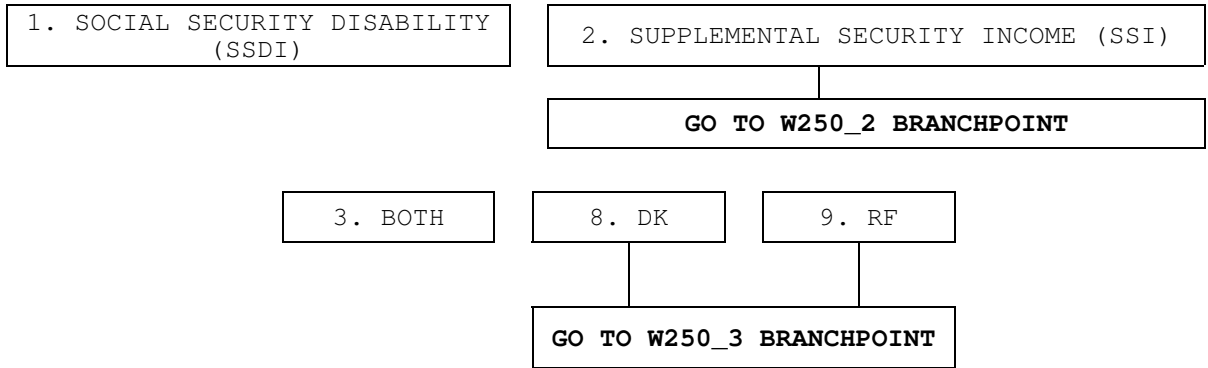 1. SOCIAL SECURITY DISABILITY
(SSDI)
2. SUPPLEMENTAL SECURITY INCOME (SSI)
GO TO W250_2 BRANCHPOINT
3. BOTH
8. DK
9. RF
GO TO W250_3 BRANCHPOINT